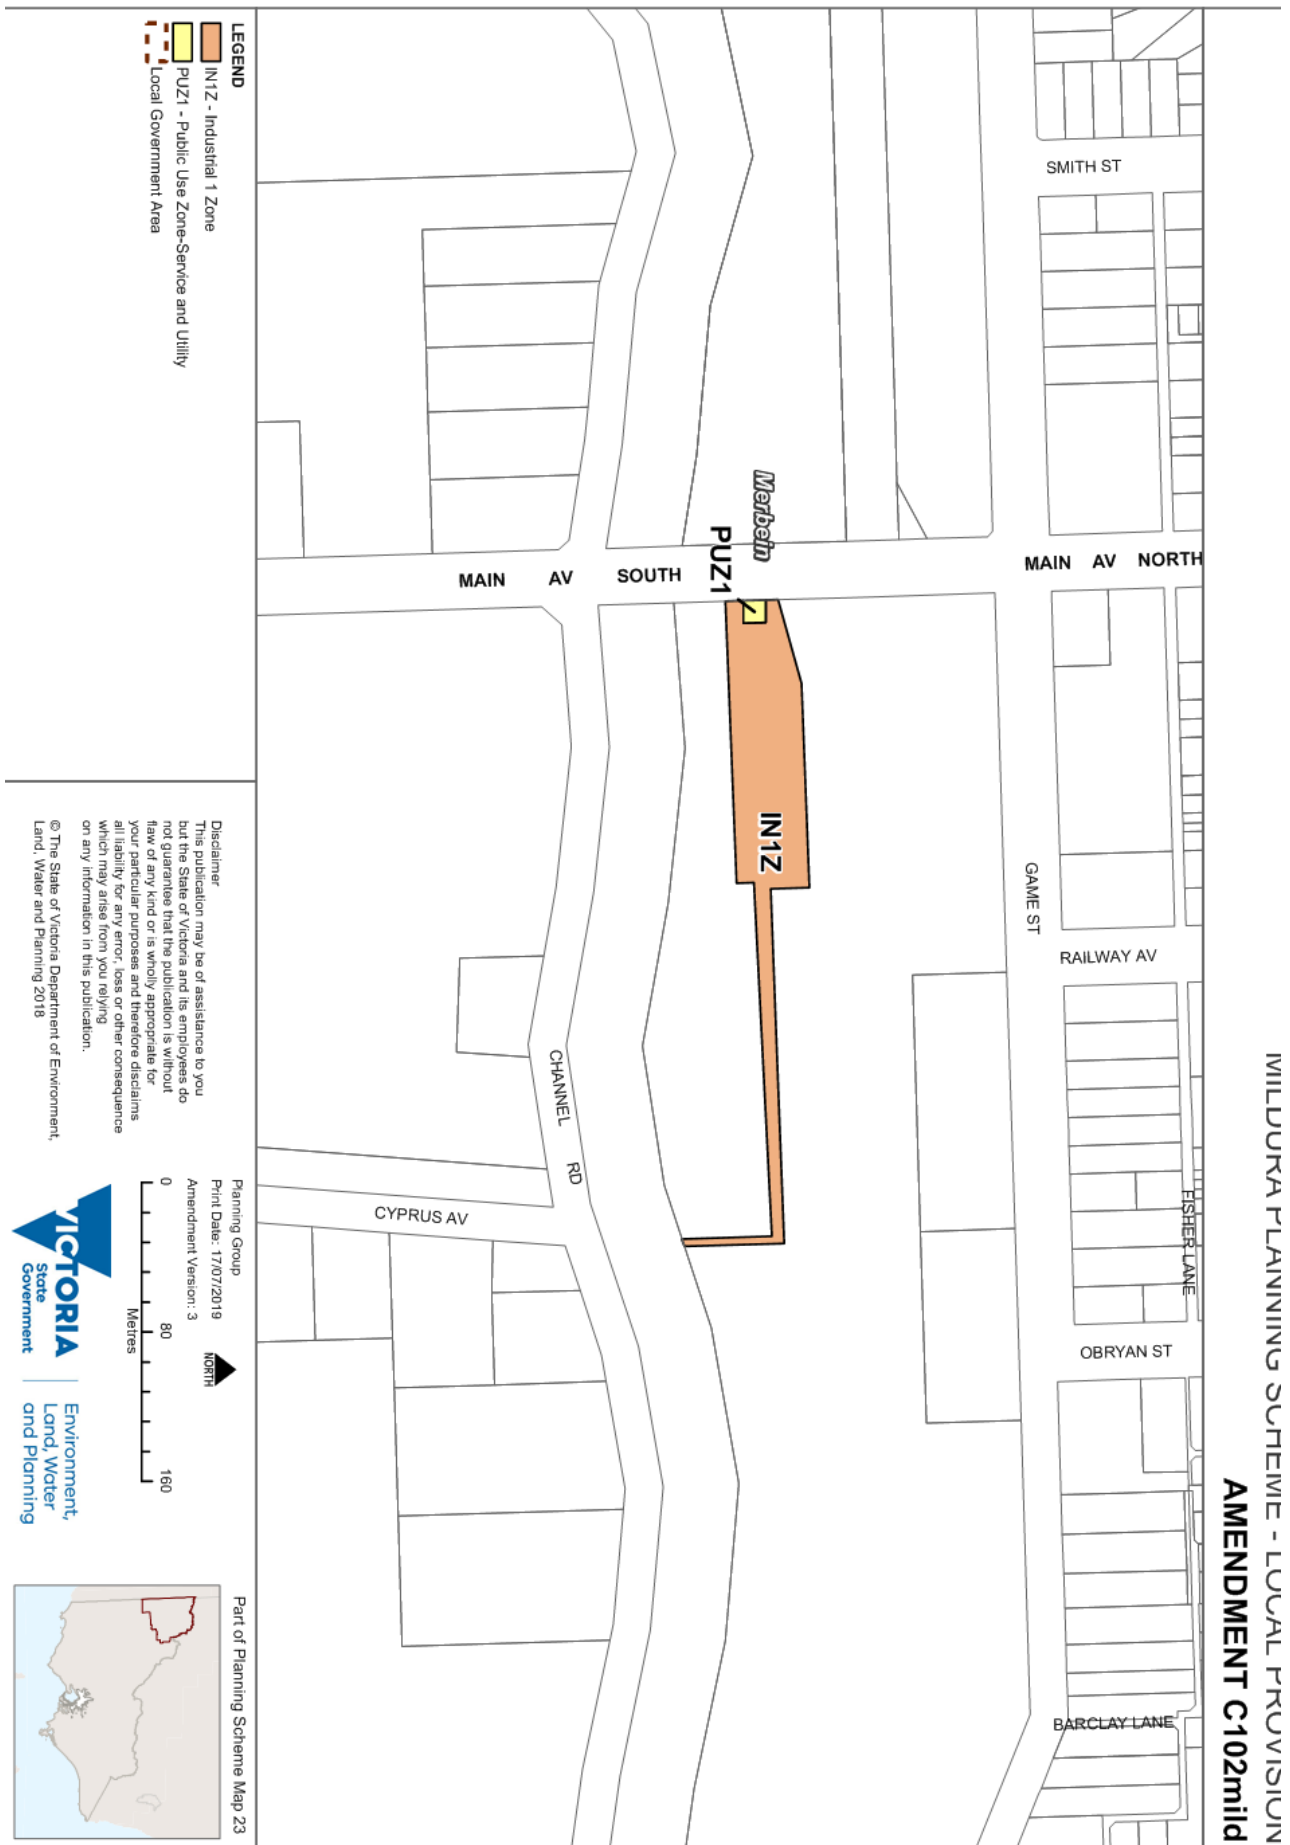 MILDURA PLANNING SCHEME - LOCAL PROVISION
AMENDMENT C102mild
SMITH ST
MAIN AV NORTH
GAME ST
RAILWAY AV
FISHER LANE
OBRYAN ST
BARCLAY LANE
Merbein
PUZ1
IN1Z
MAIN AV SOUTH
CHANNEL RD
CYPRUS AV
LEGEND
IN1Z - Industrial 1 Zone
PUZ1 - Public Use Zone-Service and Utility
Local Government Area
Disclaimer
This publication may be of assistance to you
but the State of Victoria and its employees do
not guarantee that the publication is without
flaw of any kind or is wholly appropriate for
your particular purposes and therefore disclaims
all liability for any error, loss or other consequence
which may arise from you relying
on any information in this publication.
© The State of Victoria Department of Environment,
Land, Water and Planning 2018
Planning Group
Print Date: 17/07/2019
Amendment Version: 3
NORTH
0 80 160
Metres
VICTORIA
State
Government
Environment,
Land, Water
and Planning
Part of Planning Scheme Map 23